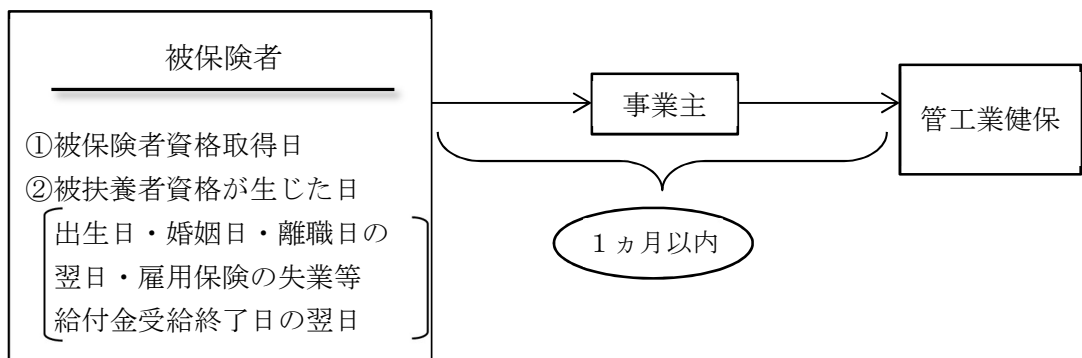 被保険者
①被保険者資格取得日
②被扶養者資格が生じた日
出生日・婚姻日・離職日の
翌日・雇用保険の失業等
給付金受給終了日の翌日
事業主
1ヵ月以内
管工業健保